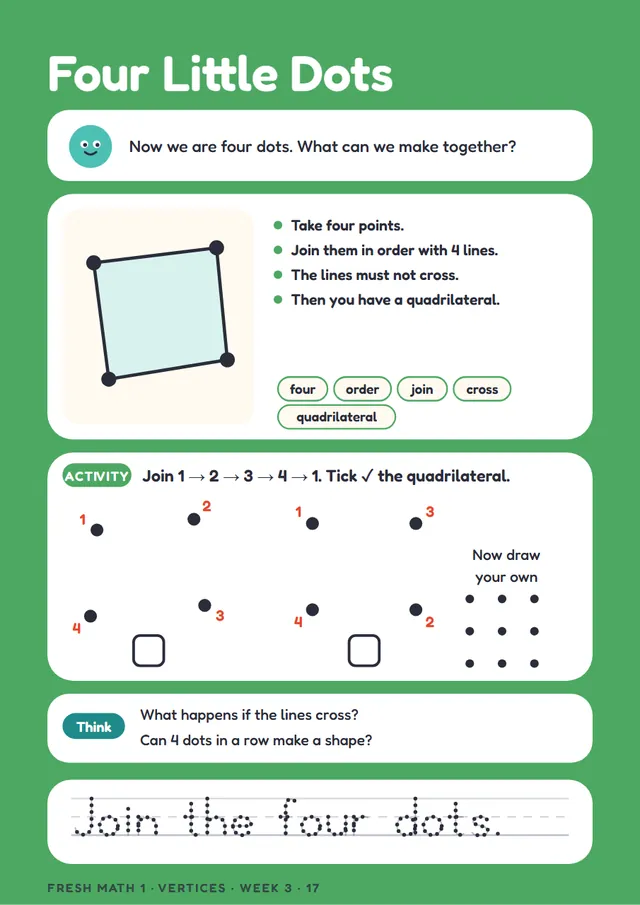 Four Little Dots
Now we are four dots. What can we make together?
Take four points.
Join them in order with 4 lines.
The lines must not cross.
Then you have a quadrilateral.
four order join cross
quadrilateral
ACTIVITY Join 1 → 2 → 3 → 4 → 1. Tick ✓ the quadrilateral.
1 2 1 3
Now draw
your own
4 3 4 2
Think
What happens if the lines cross?
Can 4 dots in a row make a shape?
Join the four dots.
FRESH MATH 1 · VERTICES · WEEK 3 · 17